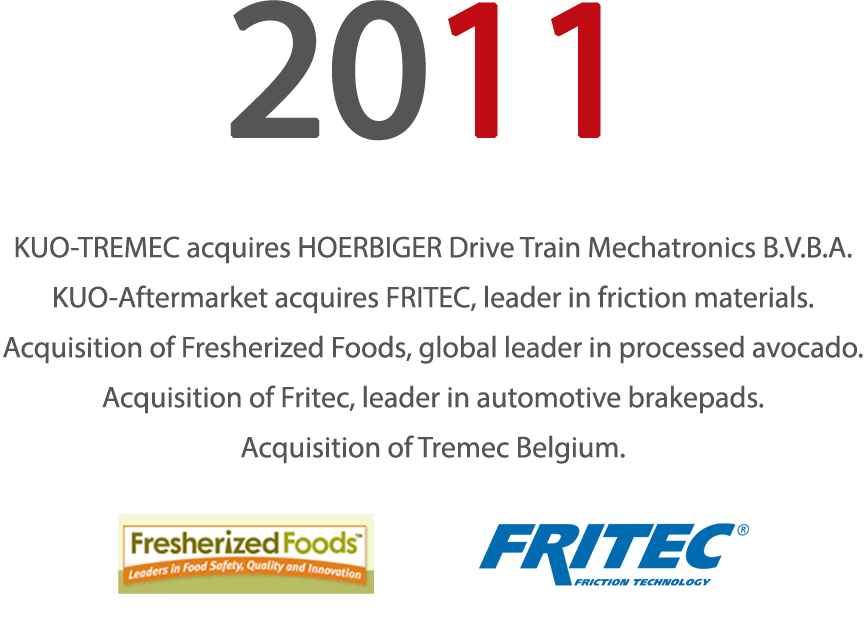 2011
KUO-TREMEC acquires HOERBIGER Drive Train Mechatronics B.V.B.A.
KUO-Aftermarket acquires FRITEC, leader in friction materials.
Acquisition of Fresherized Foods, global leader in processed avocado.
Acquisition of Fritec, leader in automotive brakepads.
Acquisition of Tremec Belgium.
Fresherized Foods™
Leaders in Food Safety, Quality and Innovation
FRITEC®
FRICTION TECHNOLOGY